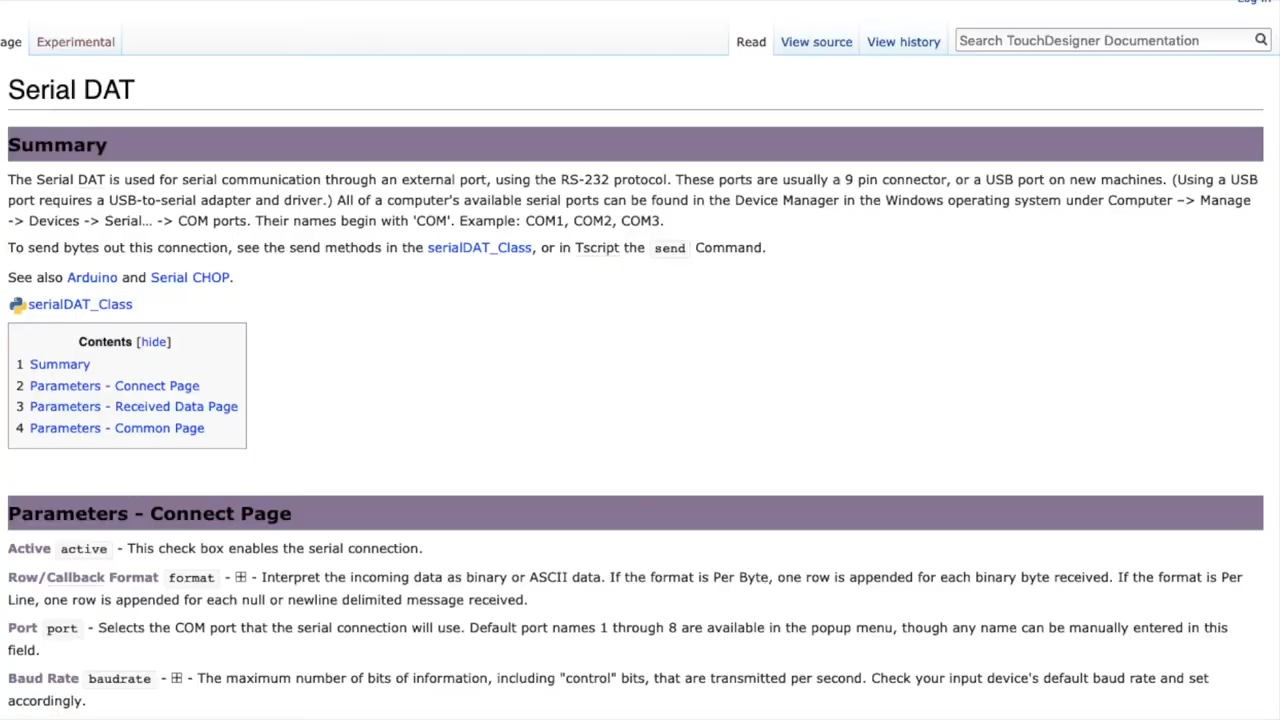 age Experimental Read View source View history Search TouchDesigner Documentation
Serial DAT
Summary
The Serial DAT is used for serial communication through an external port, using the RS-232 protocol. These ports are usually a 9 pin connector, or a USB port on new machines. (Using a USB
port requires a USB-to-serial adapter and driver.) All of a computer's available serial ports can be found in the Device Manager in the Windows operating system under Computer –> Manage
-> Devices -> Serial... -> COM ports. Their names begin with 'COM'. Example: COM1, COM2, COM3.
To send bytes out this connection, see the send methods in the serialDAT_Class, or in Tscript the send Command.
See also Arduino and Serial CHOP.
serialDAT_Class
Contents [hide]
1 Summary
2 Parameters - Connect Page
3 Parameters - Received Data Page
4 Parameters - Common Page
Parameters - Connect Page
Active active - This check box enables the serial connection.
Row/Callback Format format - - Interpret the incoming data as binary or ASCII data. If the format is Per Byte, one row is appended for each binary byte received. If the format is Per
Line, one row is appended for each null or newline delimited message received.
Port port - Selects the COM port that the serial connection will use. Default port names 1 through 8 are available in the popup menu, though any name can be manually entered in this
field.
Baud Rate baudrate - - The maximum number of bits of information, including "control" bits, that are transmitted per second. Check your input device's default baud rate and set
accordingly.